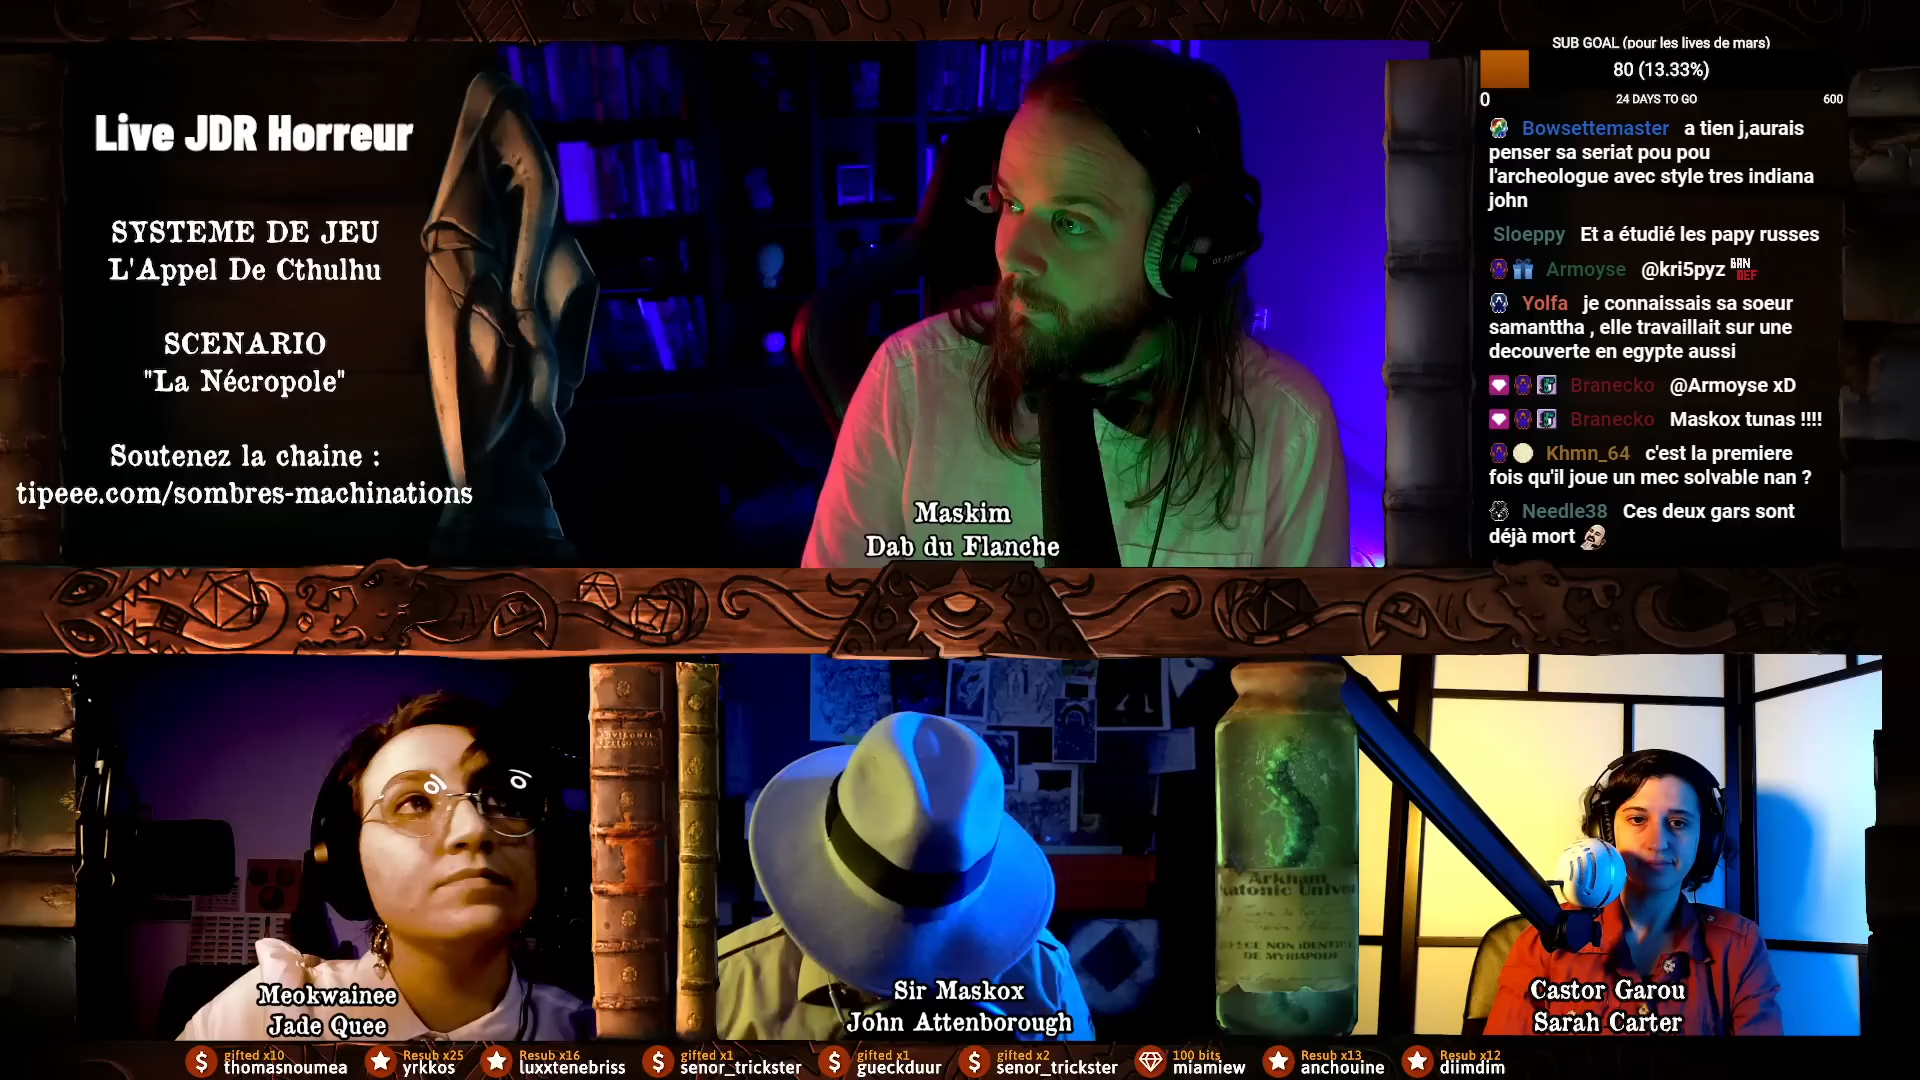 Live JDR Horreur
SYSTEME DE JEU
L'Appel De Cthulhu
SCENARIO
"La Nécropole"
Soutenez la chaine :
tipeee.com/sombres-machinations
Maskim
Dab du Flanche
SUB GOAL (pour les lives de mars)
80 (13.33%)
0
24 DAYS TO GO
600
Bowsettemaster a tien j,aurais
penser sa seriat pou pou
l'archeologue avec style tres indiana
john
Sloeppy Et a étudié les papy russes
Armoyse @kri5pyz
Yolfa je connaissais sa soeur
samanttha , elle travaillait sur une
decouverte en egypte aussi
Branecko @Armoyse xD
Branecko Maskox tunas !!!!
Khmn_64 c'est la premiere
fois qu'il joue un mec solvable nan ?
Needle38 Ces deux gars sont
déjà mort
Meokwainee
Jade Quee
Sir Maskox
John Attenborough
Arkham
katonic Univer
NON IDENTIF
DE MYRIAPODE
Castor Garou
Sarah Carter
gifted x10
thomasnoumea
Resub x25
yrkkos
Resub x16
luxxtenebriss
gifted x1
senor_trickster
gifted x1
gueckduur
gifted x2
senor_trickster
100 bits
miamiew
Resub x13
anchouine
Resub x12
diimdim